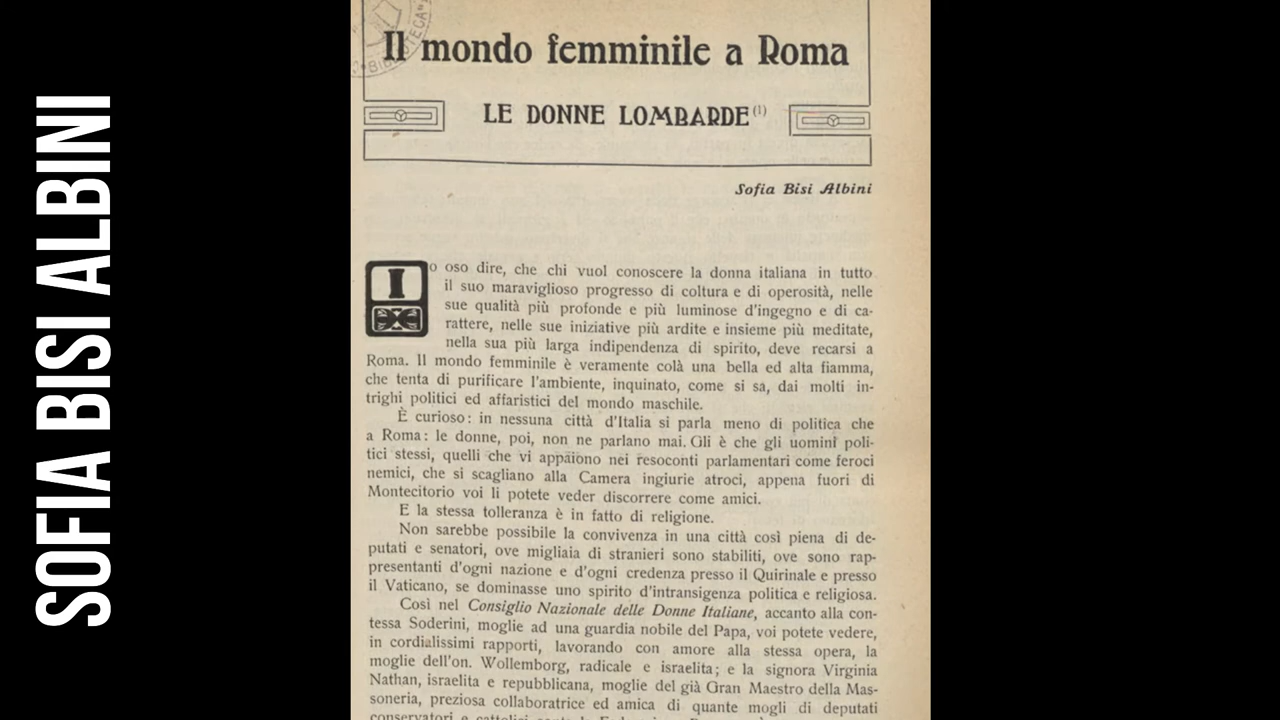 SOFIA BISI ALBINI
Il mondo femminile a Roma
LE DONNE LOMBARDE (1)
Sofia Bisi Albini
Io oso dire, che chi vuol conoscere la donna italiana in tutto
il suo maraviglioso progresso di coltura e di operosità, nelle
sue qualità più profonde e più luminose d'ingegno e di ca-
rattere, nelle sue iniziative più ardite e insieme più meditate,
nella sua più larga indipendenza di spirito, deve recarsi a
Roma. Il mondo femminile è veramente colà una bella ed alta fiamma,
che tenta di purificare l'ambiente, inquinato, come si sa, dai molti in-
trighi politici ed affaristici del mondo maschile.
È curioso: in nessuna città d'Italia si parla meno di politica che
a Roma: le donne, poi, non ne parlano mai. Gli è che gli uomini poli-
tici stessi, quelli che vi appaiono nei resoconti parlamentari come feroci
nemici, che si scagliano alla Camera ingiurie atroci, appena fuori di
Montecitorio voi li potete veder discorrere come amici.
E la stessa tolleranza è in fatto di religione.
Non sarebbe possibile la convivenza in una città così piena di de-
putati e senatori, ove migliaia di stranieri sono stabiliti, ove sono rap-
presentanti d'ogni nazione e d'ogni credenza presso il Quirinale e presso
il Vaticano, se dominasse uno spirito d'intransigenza politica e religiosa.
Così nel Consiglio Nazionale delle Donne Italiane, accanto alla con-
tessa Soderini, moglie ad una guardia nobile del Papa, voi potete vedere,
in cordialissimi rapporti, lavorando con amore alla stessa opera, la
moglie dell'on. Wollemborg, radicale e israelita; e la signora Virginia
Nathan, israelita e repubblicana, moglie del già Gran Maestro della Mas-
soneria, preziosa collaboratrice ed amica di quante mogli di deputati